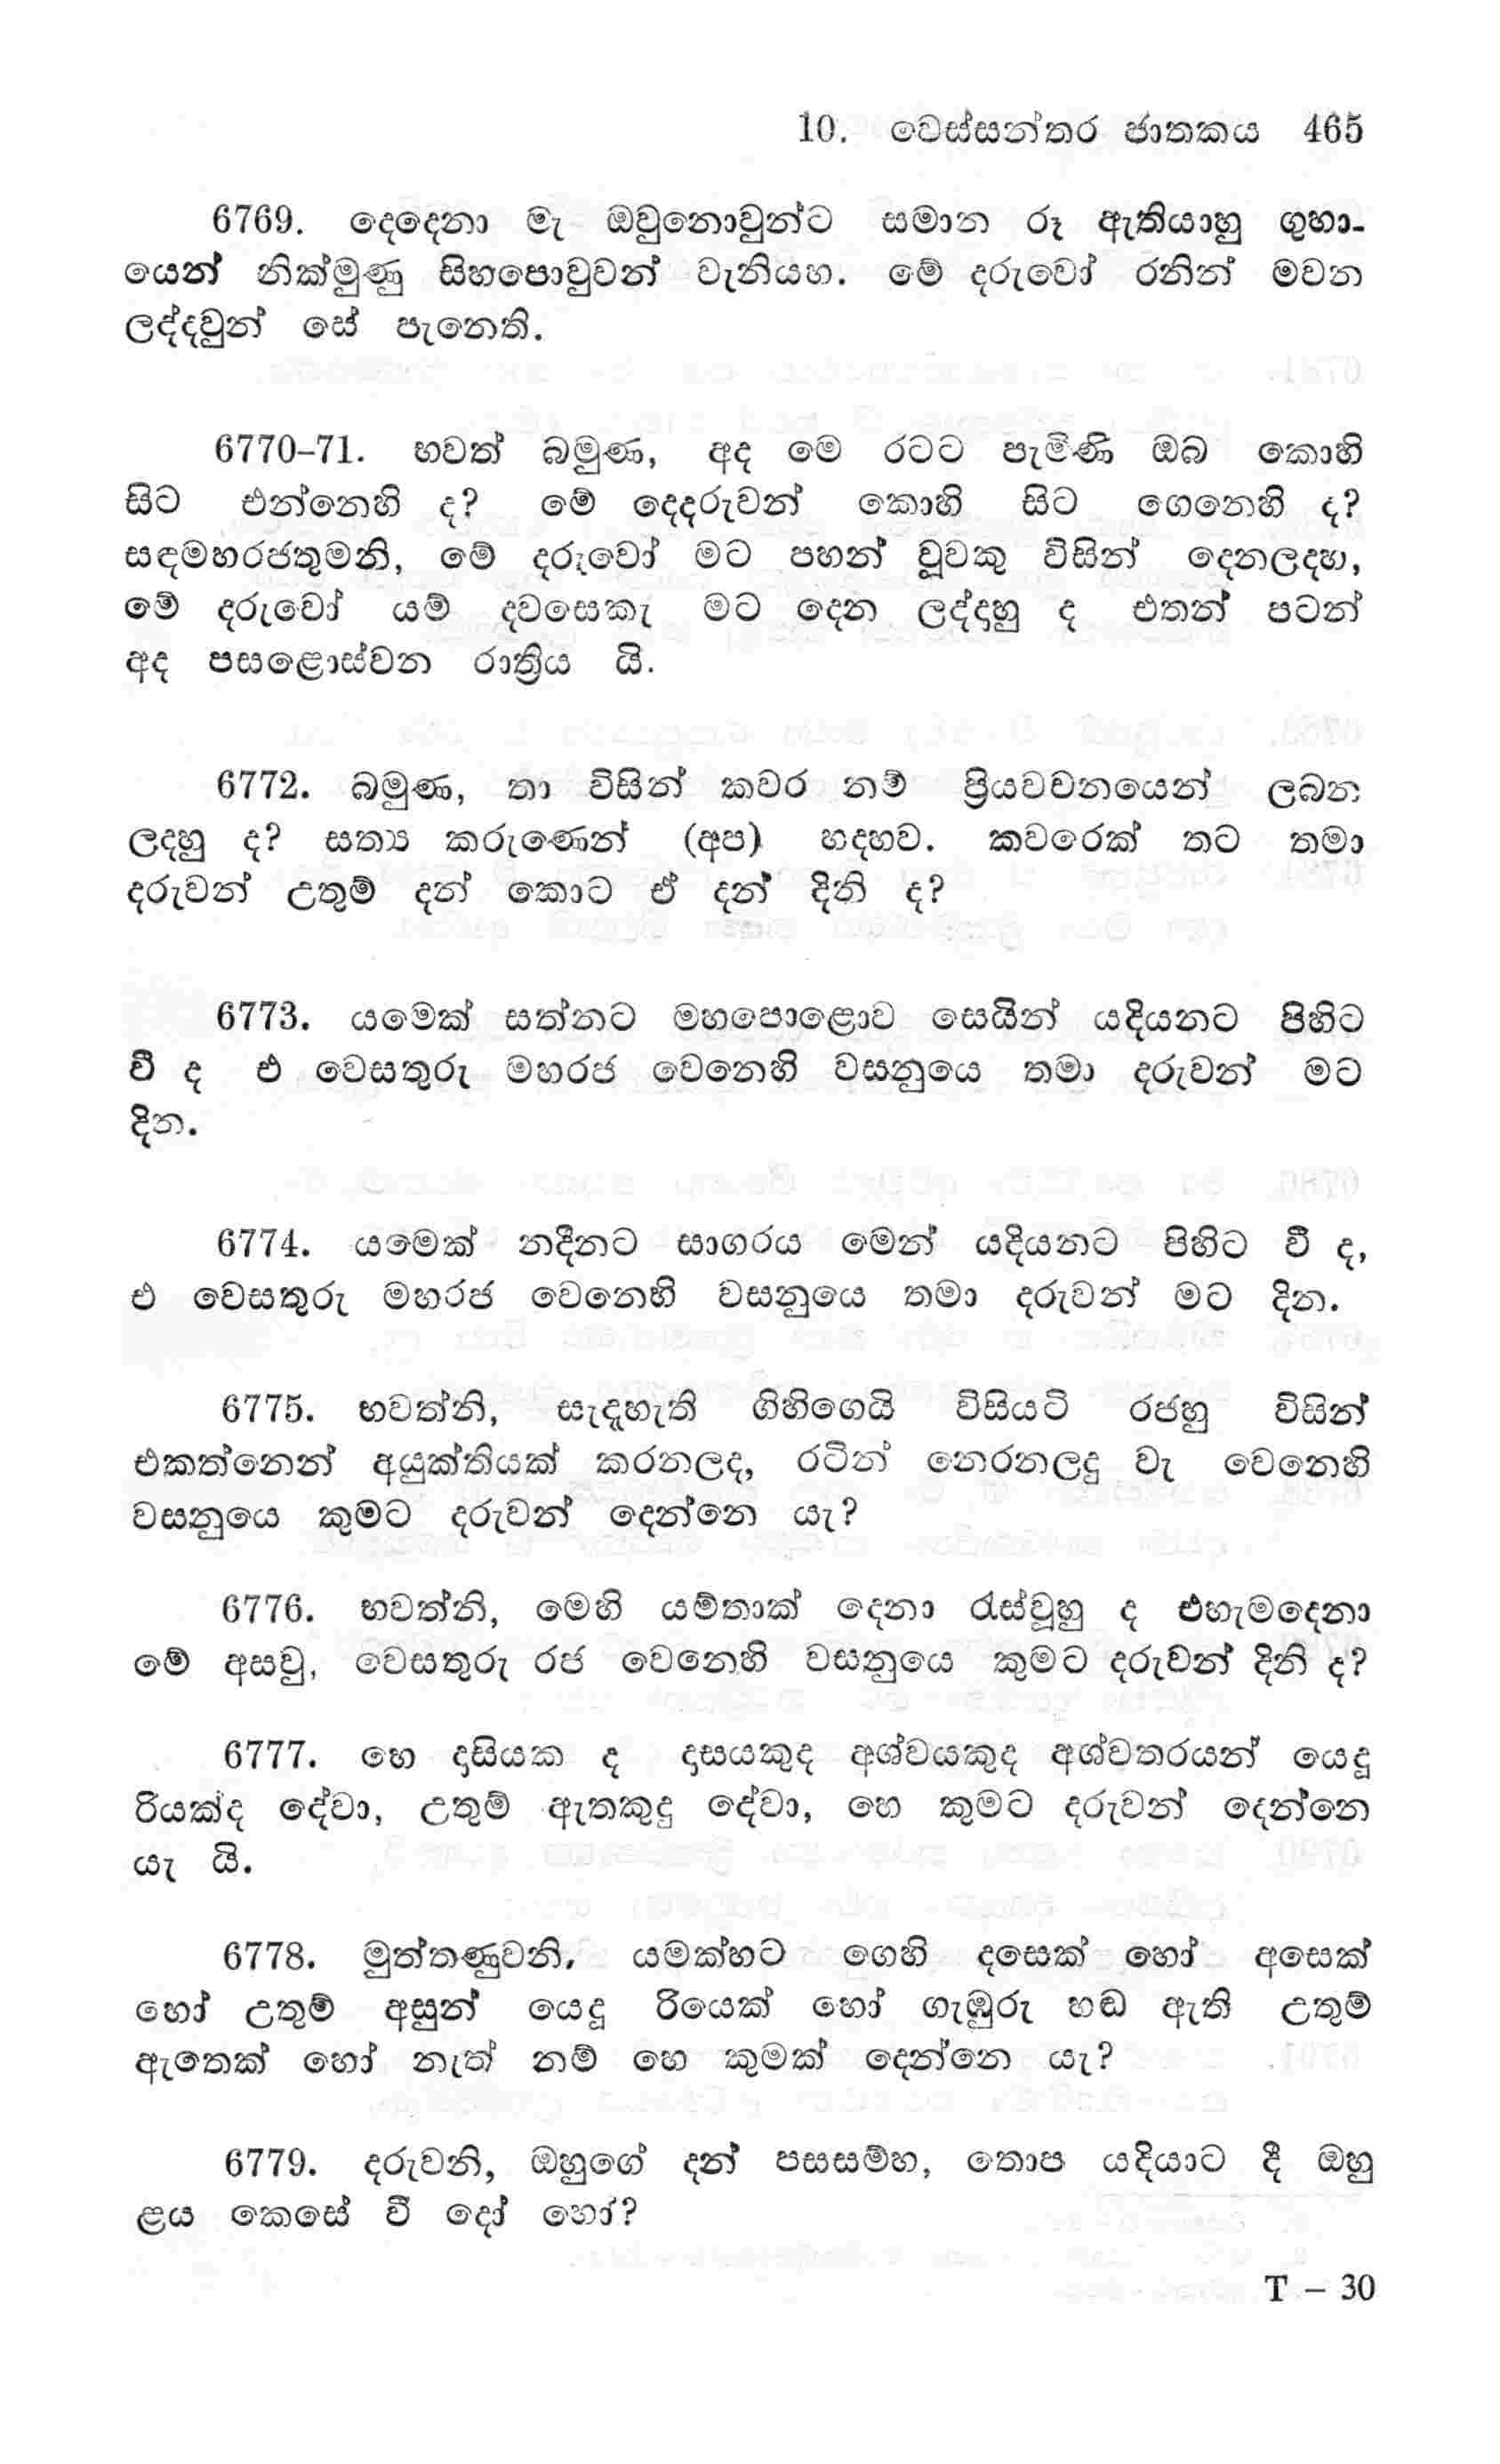 10. වෙස්සන්තර ජාතකය 465
6769. දෙදෙනා මැ ඔවුනොවුන්ට සමාන රූ ඇතියාහු ගුහා-
යෙන් නික්මුණු සිහපොවුවන් වැනියහ. මේ දරුවෝ රනින් මවන
ලද්දවුන් සේ පැනෙති.
6770–71. භවත් බමුණ, අද මෙ රටට පැමිණි ඔබ කොහි
සිට එන්නෙහි ද? මේ දෙදරුවන් කොහි සිට ගෙනෙහි ද?
සඳමහරජතුමනි, මේ දරුවෝ මට පහන් වූවකු විසින් දෙනලදහ,
මේ දරුවෝ යම් දවසෙකැ මට දෙන ලද්දහු ද එතන් පටන්
අද පසළොස්වන රාත්‍රිය යි.
6772. බමුණ, තා විසින් කවර නම් ප්‍රියවචනයෙන් ලබන
ලදහු ද? සත්‍ය කරුණෙන් (අප) හදහව. කවරෙක් තට තමා
දරුවන් උතුම් දන් කොට ඒ දන් දිනි ද?
6773. යමෙක් සත්නට මහපොළොව සෙයින් යදියනට පිහිට
වී ද එ වෙසතුරු මහරජ වෙනෙහි වසනුයෙ තමා දරුවන් මට
දින.
6774. යමෙක් නදීනට සාගරය මෙන් යදියනට පිහිට වී ද,
එ වෙසතුරු මහරජ වෙනෙහි වසනුයෙ තමා දරුවන් මට දින.
6775. භවත්නි, සැදැහැති ගිහිගෙයි විසියටි රජහු විසින්
එකත්නෙන් අයුක්තියක් කරනලද, රටින් නෙරනලදු වැ වෙනෙහි
වසනුයෙ කුමට දරුවන් දෙන්නෙ යැ?
6776. භවත්නි, මෙහි යම්තාක් දෙනා රැස්වූහු ද එහැමදෙනා
මේ අසවු, වෙසතුරු රජ වෙනෙහි වසනුයෙ කුමට දරුවන් දිනි ද?
6777. හෙ දාසියක ද දාසයකුද අශ්වයකුද අශ්වතරයන් යෙදූ
රියක්ද දේවා, උතුම් ඇතකුදු දේවා, හෙ කුමට දරුවන් දෙන්නෙ
යැ යි.
6778. මුත්තණුවනි, යමක්හට ගෙහි දසෙක් හෝ අසෙක්
හෝ උතුම් අසුන් යෙදූ රියෙක් හෝ ගැඹුරු හඬ ඇති උතුම්
ඇතෙක් හෝ නැත් නම් හෙ කුමක් දෙන්නෙ යැ?
6779. දරුවනි, ඔහුගේ දන් පසසම්හ, තොප යදියාට දී ඔහු
ළය කෙසේ වී දෝ හෝ?
T – 30